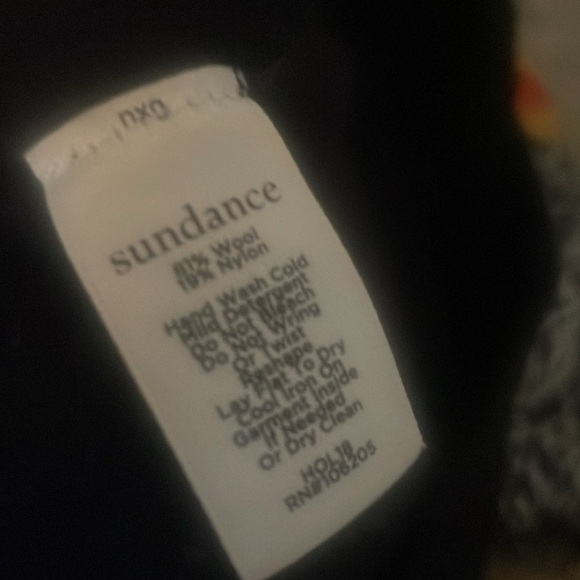 nxg
sundance
81% Wool
19% Nylon
Hand Wash Cold
Mild Detergent
Do Not Bleach
Do Not Wring
Or Twist
Reshape
Lay Flat To Dry
Cool Iron On
Garment Inside
If Needed
Or Dry Clean
HOL18
RN#106205